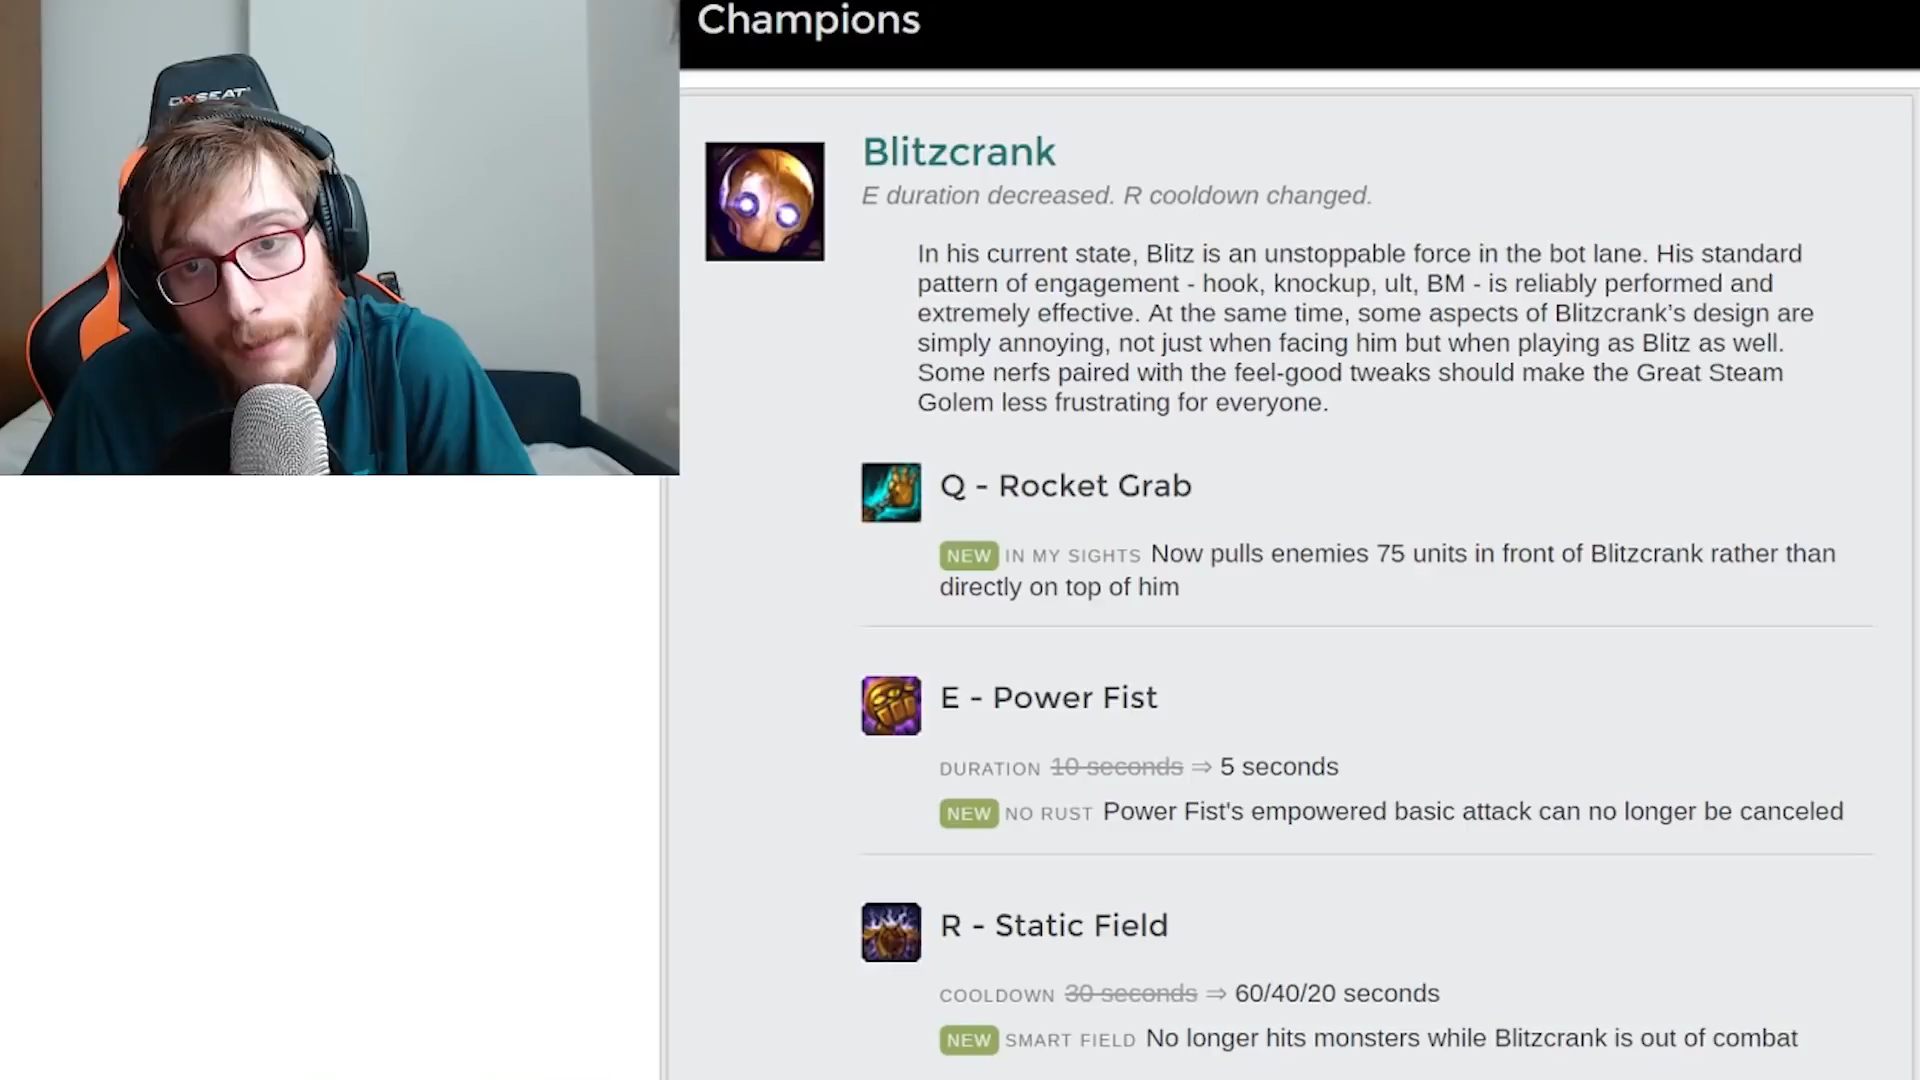 DXSEAT
Champions
Blitzcrank
E duration decreased. R cooldown changed.
In his current state, Blitz is an unstoppable force in the bot lane. His standard
pattern of engagement - hook, knockup, ult, BM - is reliably performed and
extremely effective. At the same time, some aspects of Blitzcrank’s design are
simply annoying, not just when facing him but when playing as Blitz as well.
Some nerfs paired with the feel-good tweaks should make the Great Steam
Golem less frustrating for everyone.
Q - Rocket Grab
NEW IN MY SIGHTS Now pulls enemies 75 units in front of Blitzcrank rather than
directly on top of him
E - Power Fist
DURATION 10 seconds ⇒ 5 seconds
NEW NO RUST Power Fist's empowered basic attack can no longer be canceled
R - Static Field
COOLDOWN 30 seconds ⇒ 60/40/20 seconds
NEW SMART FIELD No longer hits monsters while Blitzcrank is out of combat